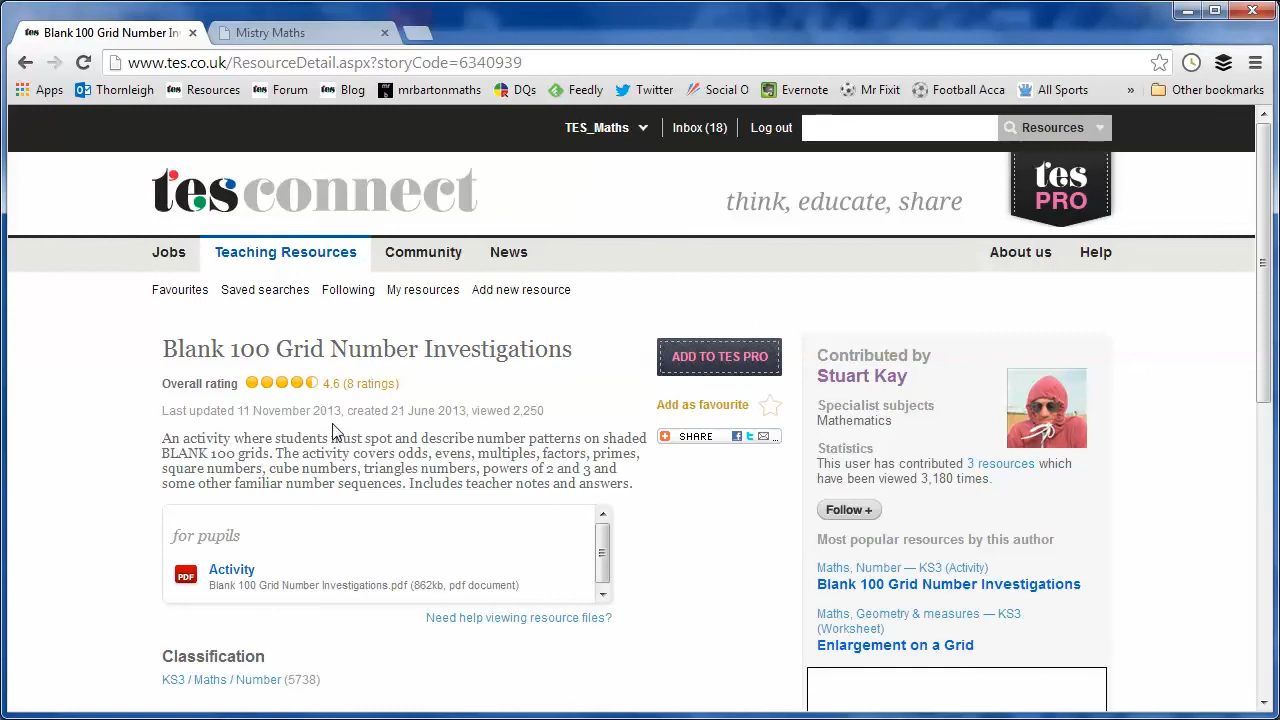 tes Blank 100 Grid Number In
Mistry Maths
www.tes.co.uk/ResourceDetail.aspx?storyCode=6340939
Apps Thornleigh tes Resources tes Forum tes Blog mrbartonmaths DQs Feedly Twitter Social O Evernote Mr Fixit Football Acca All Sports » Other bookmarks
TES_Maths Inbox (18) Log out Resources
tes connect
think, educate, share
tes
PRO
Jobs Teaching Resources Community News About us Help
Favourites Saved searches Following My resources Add new resource
Blank 100 Grid Number Investigations
Overall rating 4.6 (8 ratings)
Last updated 11 November 2013, created 21 June 2013, viewed 2,250
An activity where students must spot and describe number patterns on shaded
BLANK 100 grids. The activity covers odds, evens, multiples, factors, primes,
square numbers, cube numbers, triangles numbers, powers of 2 and 3 and
some other familiar number sequences. Includes teacher notes and answers.
for pupils
PDF Activity
Blank 100 Grid Number Investigations.pdf (862kb, pdf document)
Need help viewing resource files?
Classification
KS3 / Maths / Number (5738)
ADD TO TES PRO
Add as favourite
SHARE ...
Contributed by
Stuart Kay
Specialist subjects
Mathematics
Statistics
This user has contributed 3 resources which
have been viewed 3,180 times.
Follow +
Most popular resources by this author
Maths, Number — KS3 (Activity)
Blank 100 Grid Number Investigations
Maths, Geometry & measures — KS3
(Worksheet)
Enlargement on a Grid